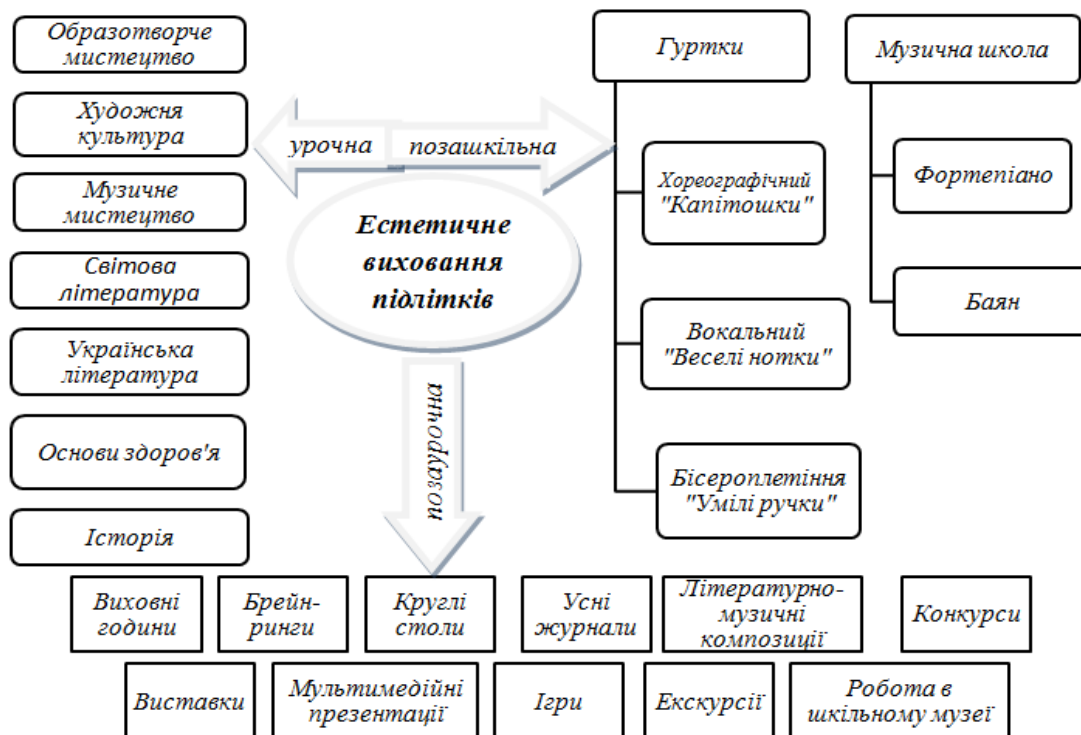 Образотворче
мистецтво
Художня
культура
Музичне
мистецтво
Світова
література
Українська
література
Основи здоров'я
Історія
урочна
позашкільна
Естетичне
виховання
підлітків
позаурочна
Гуртки
Хореографічний
"Капітошки"
Вокальний
"Веселі нотки"
Бісероплетіння
"Умілі ручки"
Музична школа
Фортепіано
Баян
Виховні
години
Брейн-
ринги
Круглі
столи
Усні
журнали
Літературно-
музичні
композиції
Конкурси
Виставки
Мультимедійні
презентації
Ігри
Екскурсії
Робота в
шкільному музеї